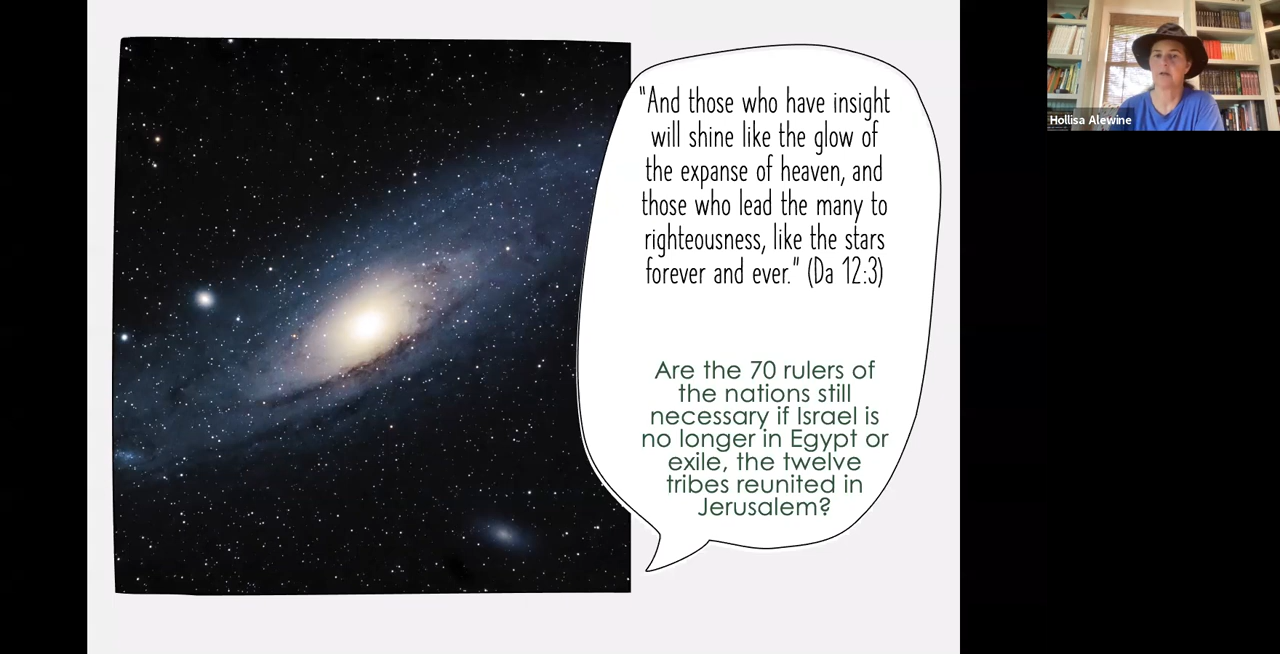 "And those who have insight
will shine like the glow of
the expanse of heaven, and
those who lead the many to
righteousness, like the stars
forever and ever." (Da 12:3)
Are the 70 rulers of
the nations still
necessary if Israel is
no longer in Egypt or
exile, the twelve
tribes reunited in
Jerusalem?
Hollisa Alewine